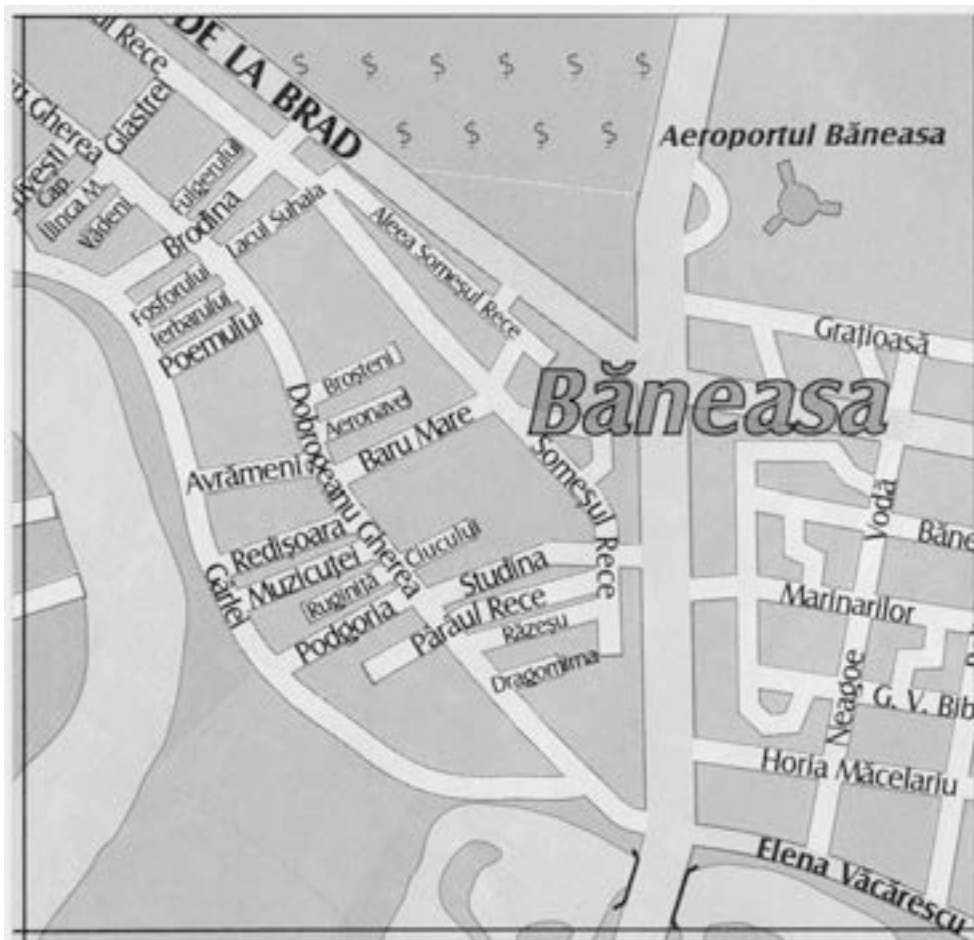 DE LA BRAD
Rece
Aeroportul Băneasa
Gherea
Glastrei
Cap.
Ilinca M.
Vădeni
Fulgerului
Brodina
Lacul Suhaia
Aleea Someșul Rece
Fosforului
Ierbarului
Poemului
Grațioasă
Băneasa
Broșteni
Aeronavei
Baru Mare
Avrămeni
Dobrogeanu Gherea
Someșul Rece
Vodă
Redișoara
Ciucului
Muzicuței
Ruginiță
Studina
Gârlei
Podgoria
Pârâul Rece
Marinarilor
Răzeșu
Dragomirna
Neagoe
G. V. Bib
Horia Măcelariu
Elena Văcărescu